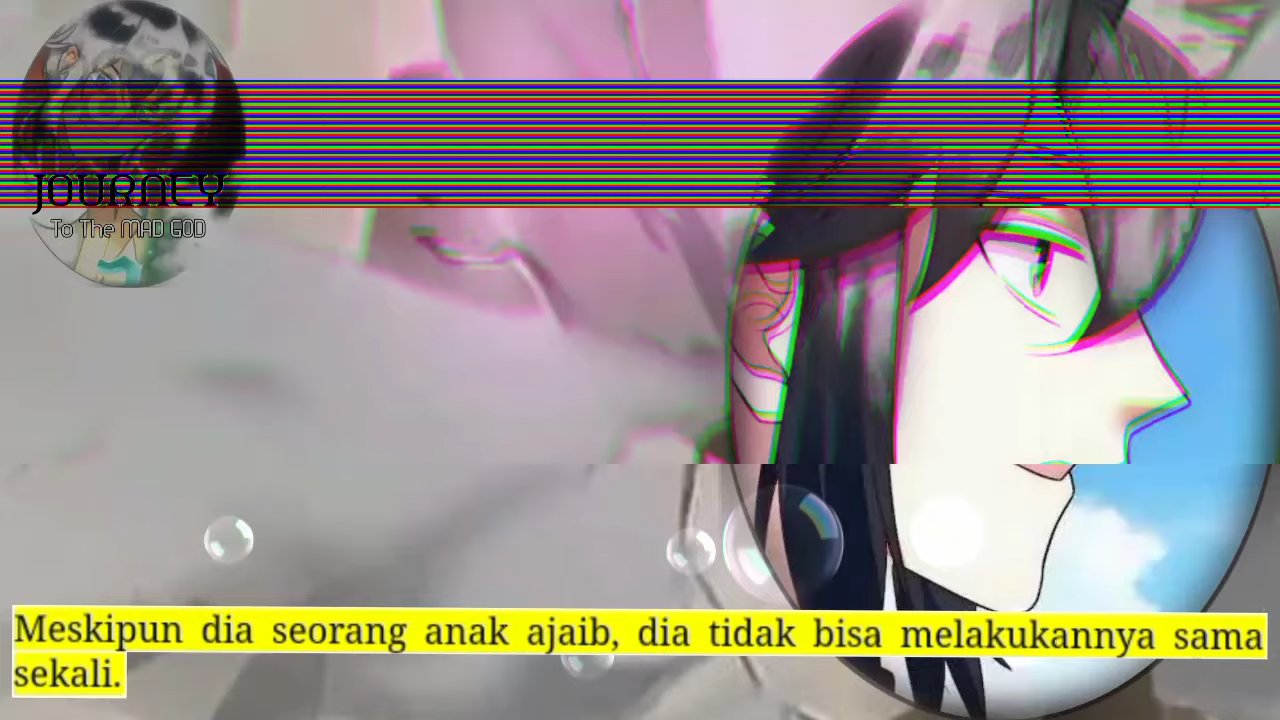 JOURNEY
To The MAD GOD
Meskipun dia seorang anak ajaib, dia tidak bisa melakukannya sama
sekali.